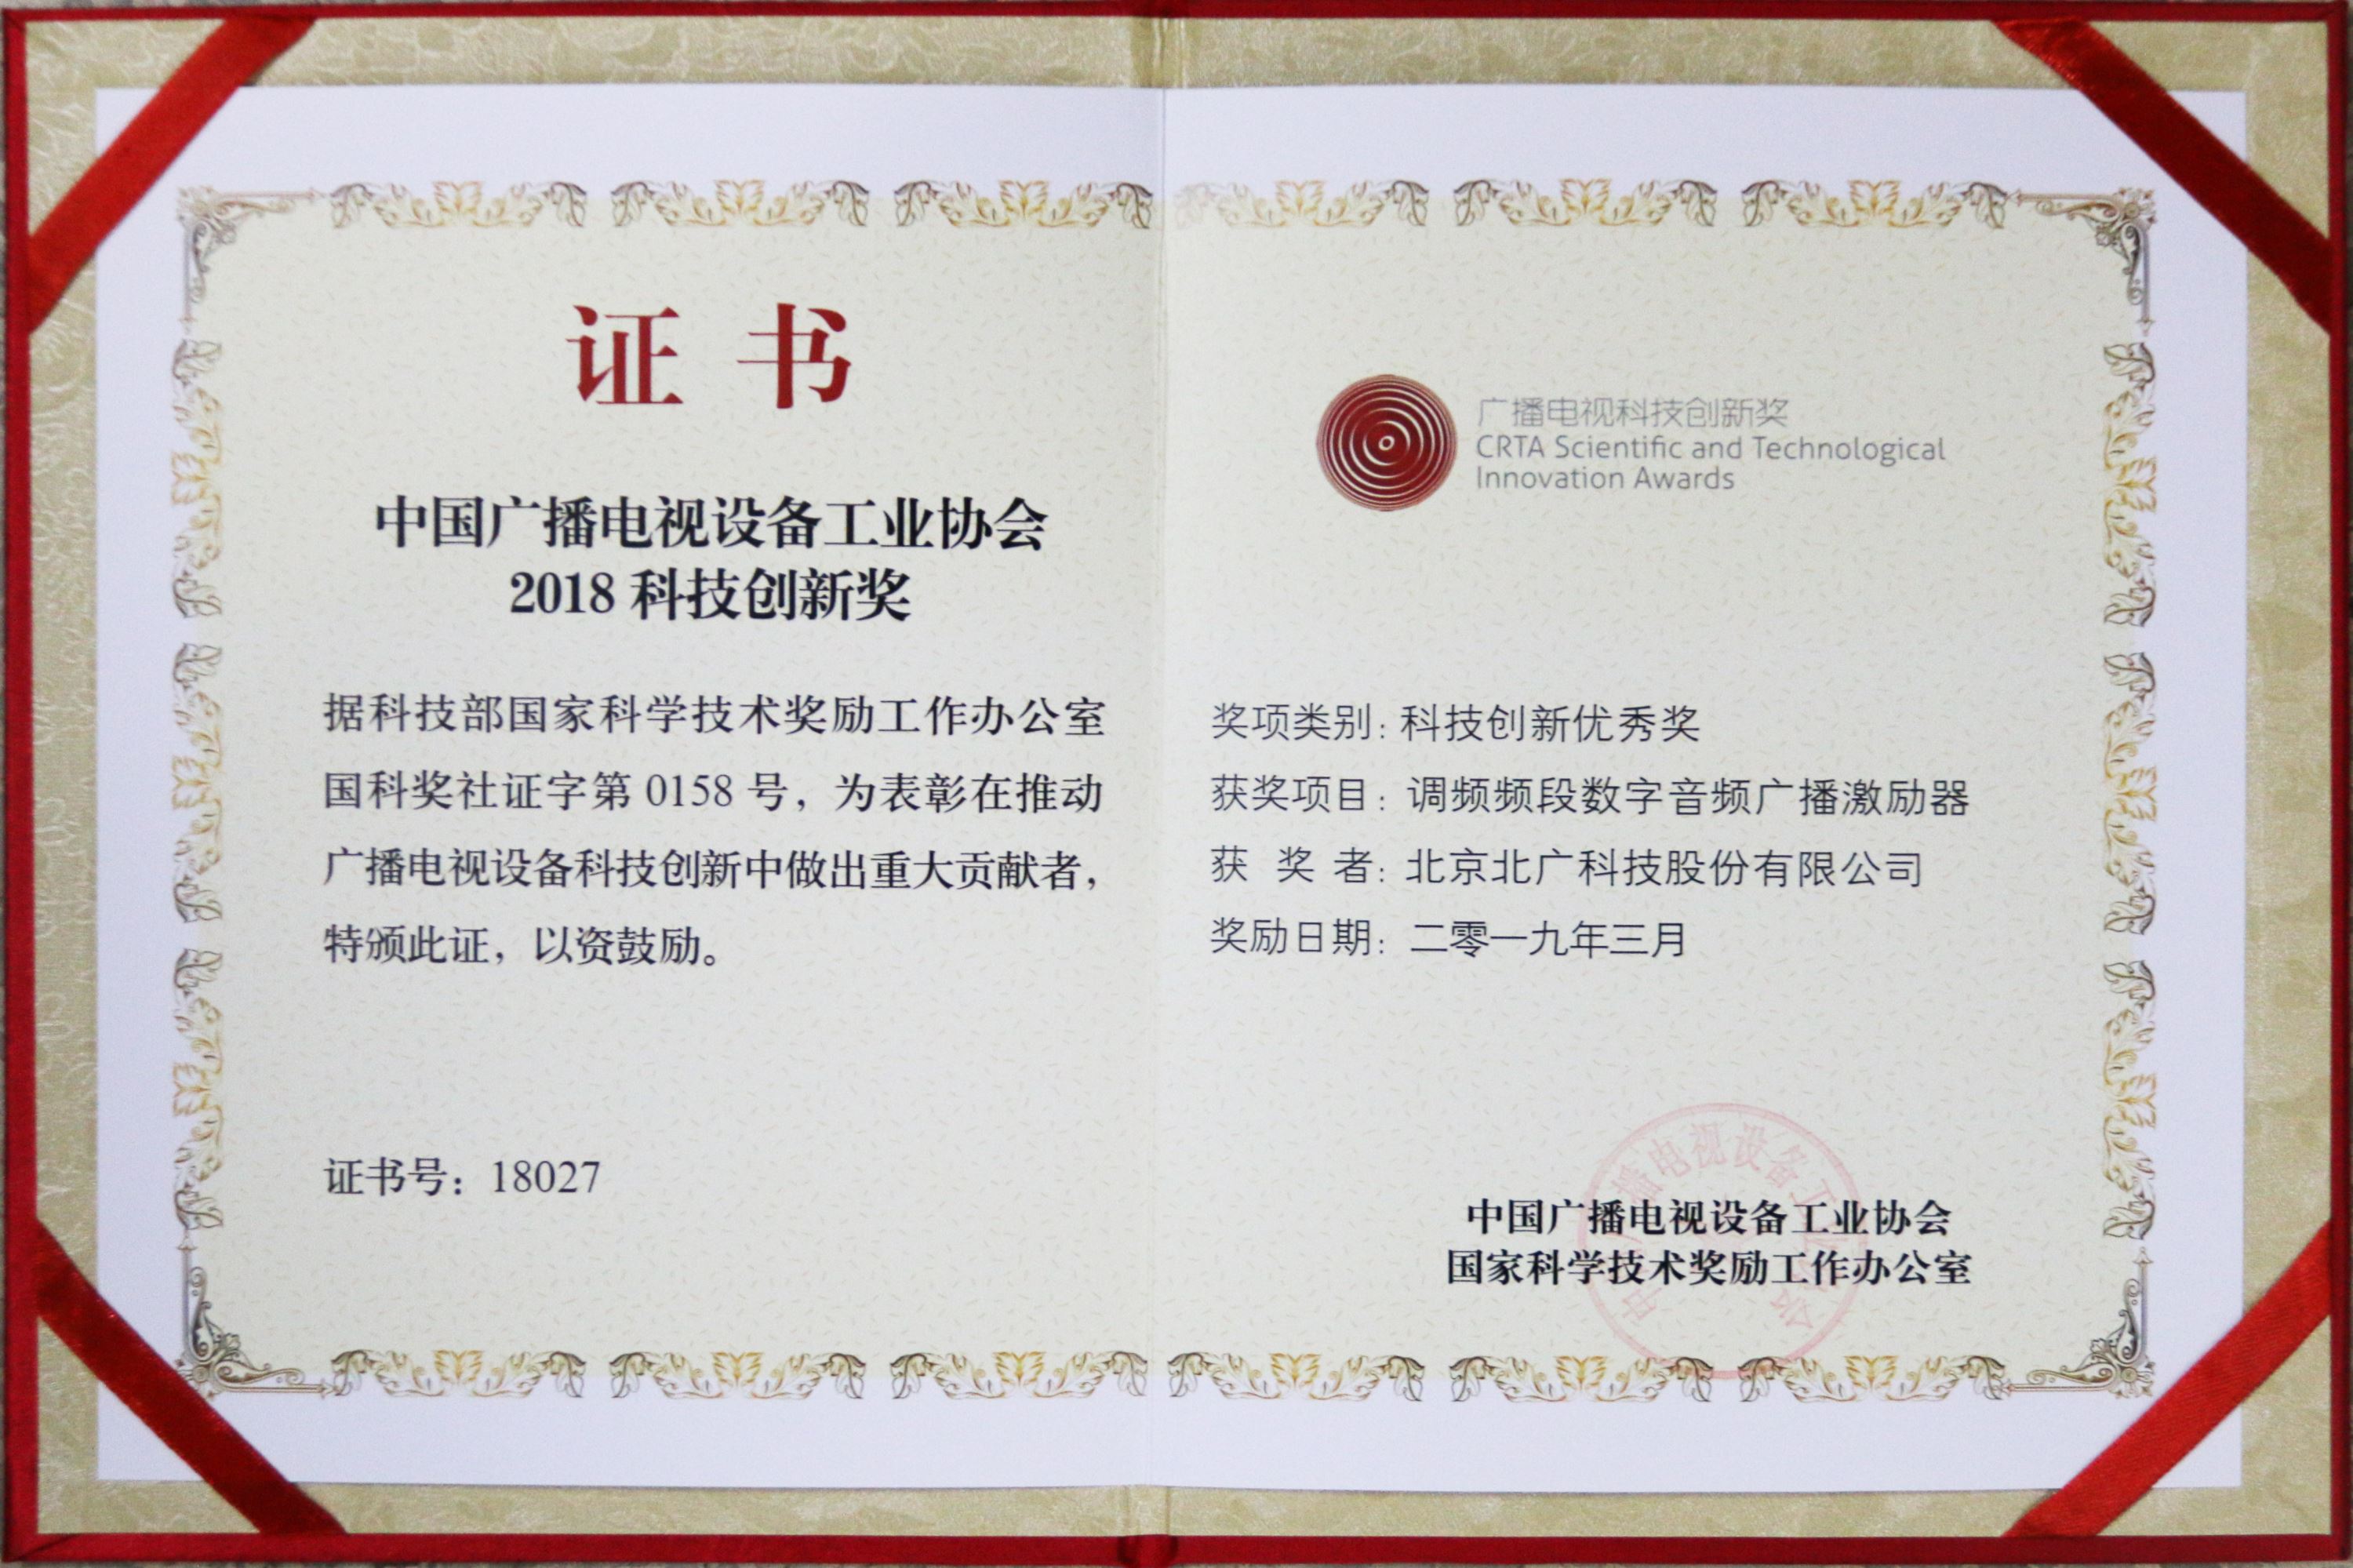 证 书
中国广播电视设备工业协会
2018 科技创新奖
据科技部国家科学技术奖励工作办公室
国科奖社证字第 0158 号，为表彰在推动
广播电视设备科技创新中做出重大贡献者，
特颁此证，以资鼓励。
证书号：18027
广播电视科技创新奖
CRTA Scientific and Technological
Innovation Awards
奖项类别：科技创新优秀奖
获奖项目：调频频段数字音频广播激励器
获 奖 者：北京北广科技股份有限公司
奖励日期：二零一九年三月
中国广播电视设备工业协会
国家科学技术奖励工作办公室